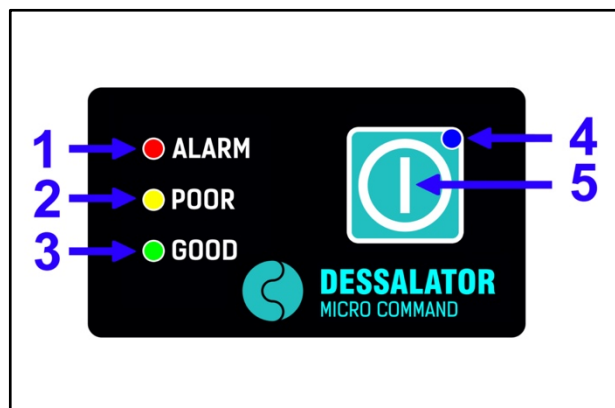 1 ALARM
2 POOR
3 GOOD
4
5
DESSALATOR
MICRO COMMAND